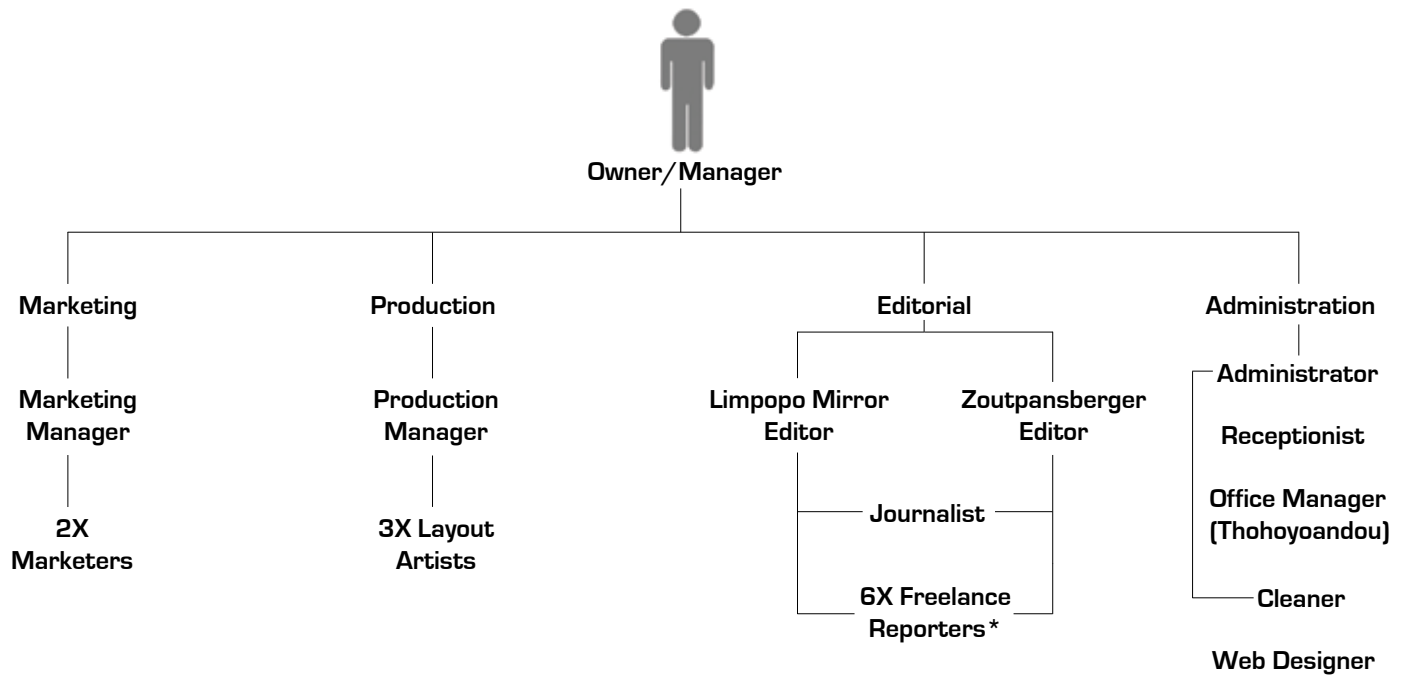 Owner/Manager
Marketing
Production
Editorial
Administration
Marketing
Manager
2X
Marketers
Production
Manager
3X Layout
Artists
Limpopo Mirror
Editor
Zoutpansberger
Editor
Journalist
6X Freelance
Reporters*
Administrator
Receptionist
Office Manager
(Thohoyoandou)
Cleaner
Web Designer